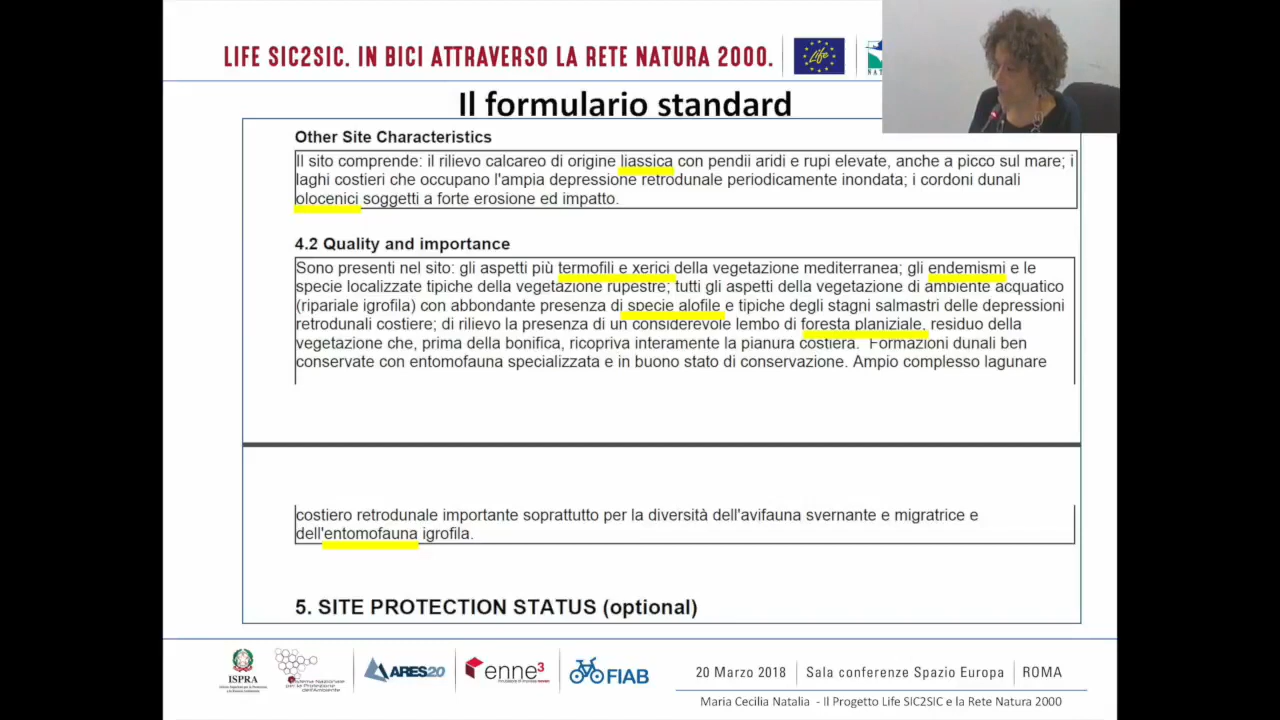 LIFE SIC2SIC. IN BICI ATTRAVERSO LA RETE NATURA 2000.
Life
NAT
Il formulario standard
Other Site Characteristics
Il sito comprende: il rilievo calcareo di origine liassica con pendii aridi e rupi elevate, anche a picco sul mare; i
laghi costieri che occupano l'ampia depressione retrodunale periodicamente inondata; i cordoni dunali
olocenici soggetti a forte erosione ed impatto.
4.2 Quality and importance
Sono presenti nel sito: gli aspetti più termofili e xerici della vegetazione mediterranea; gli endemismi e le
specie localizzate tipiche della vegetazione rupestre; tutti gli aspetti della vegetazione di ambiente acquatico
(ripariale igrofila) con abbondante presenza di specie alofile e tipiche degli stagni salmastri delle depressioni
retrodunali costiere; di rilievo la presenza di un considerevole lembo di foresta planiziale, residuo della
vegetazione che, prima della bonifica, ricopriva interamente la pianura costiera. Formazioni dunali ben
conservate con entomofauna specializzata e in buono stato di conservazione. Ampio complesso lagunare
costiero retrodunale importante soprattutto per la diversità dell'avifauna svernante e migratrice e
dell'entomofauna igrofila.
5. SITE PROTECTION STATUS (optional)
ISPRA
Sistema Nazionale
per la Protezione
dell'Ambiente
ARES20
enne3
FIAB
20 Marzo 2018 Sala conferenze Spazio Europa ROMA
Maria Cecilia Natalia - Il Progetto Life SIC2SIC e la Rete Natura 2000